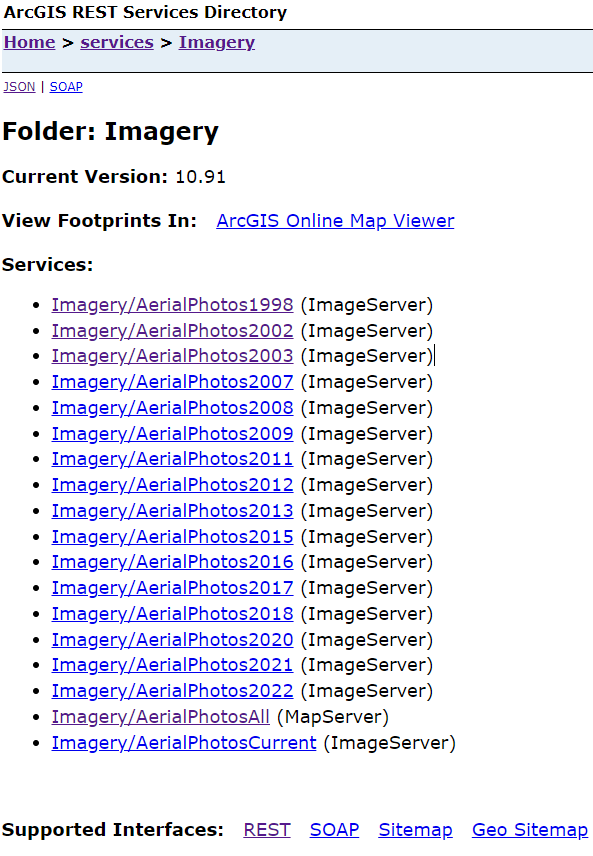 ArcGIS REST Services Directory
Home > services > Imagery
JSON | SOAP
Folder: Imagery
Current Version: 10.91
View Footprints In: ArcGIS Online Map Viewer
Services:
• Imagery/AerialPhotos1998 (ImageServer)
• Imagery/AerialPhotos2002 (ImageServer)
• Imagery/AerialPhotos2003 (ImageServer)
• Imagery/AerialPhotos2007 (ImageServer)
• Imagery/AerialPhotos2008 (ImageServer)
• Imagery/AerialPhotos2009 (ImageServer)
• Imagery/AerialPhotos2011 (ImageServer)
• Imagery/AerialPhotos2012 (ImageServer)
• Imagery/AerialPhotos2013 (ImageServer)
• Imagery/AerialPhotos2015 (ImageServer)
• Imagery/AerialPhotos2016 (ImageServer)
• Imagery/AerialPhotos2017 (ImageServer)
• Imagery/AerialPhotos2018 (ImageServer)
• Imagery/AerialPhotos2020 (ImageServer)
• Imagery/AerialPhotos2021 (ImageServer)
• Imagery/AerialPhotos2022 (ImageServer)
• Imagery/AerialPhotosAll (MapServer)
• Imagery/AerialPhotosCurrent (ImageServer)
Supported Interfaces: REST SOAP Sitemap Geo Sitemap